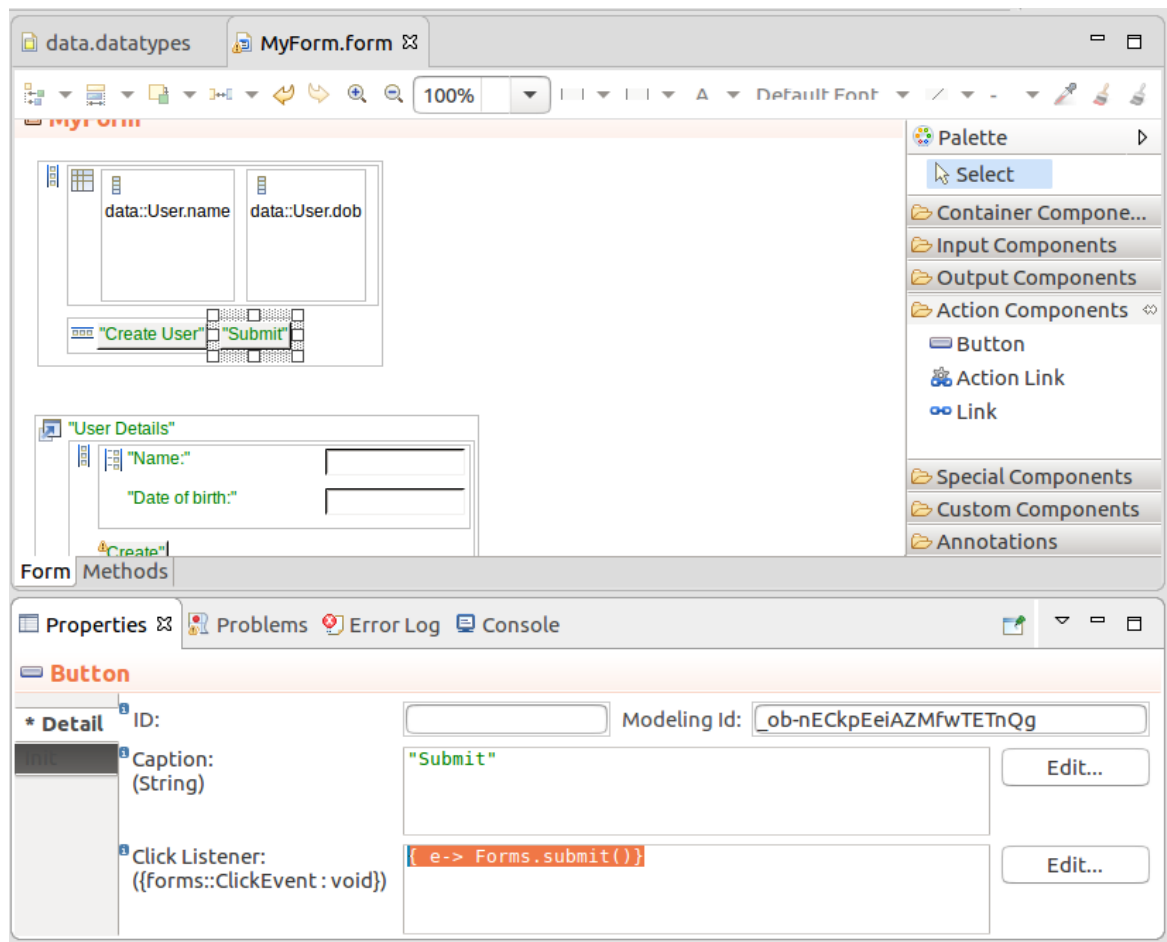 data.datatypes MyForm.form
100% A Default Font
MyForm
Palette
Select
data::User.name data::User.dob
Container Compone...
Input Components
Output Components
Action Components
"Create User" "Submit"
Button
Action Link
Link
"User Details"
"Name:"
"Date of birth:"
Special Components
Custom Components
Annotations
Create"
Form Methods
Properties Problems Error Log Console
Button
* Detail ID: Modeling Id: _ob-nECkpEeiAZMfwTETnQg
Init
Caption: "Submit" Edit...
(String)
Click Listener: { e-> Forms.submit()} Edit...
({forms::ClickEvent : void})